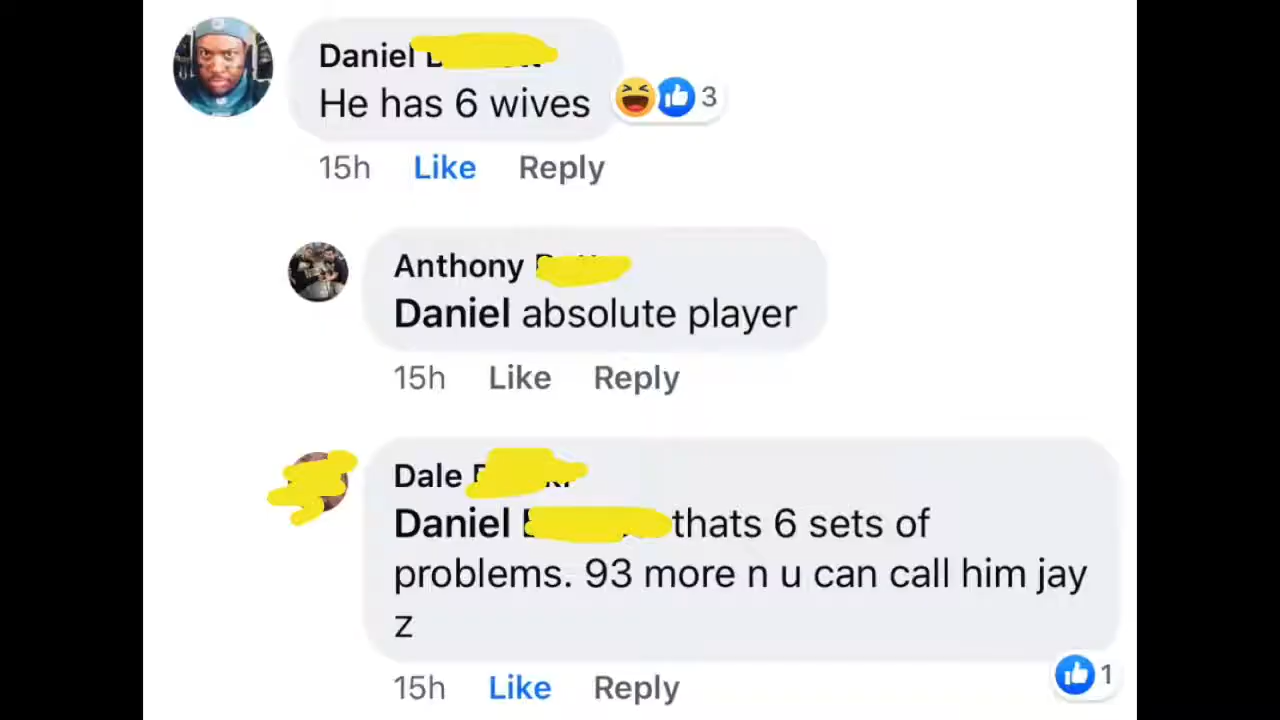 Daniel
He has 6 wives
3
15h Like Reply
Anthony
Daniel absolute player
15h Like Reply
Dale
Daniel thats 6 sets of
problems. 93 more n u can call him jay
z
1
15h Like Reply